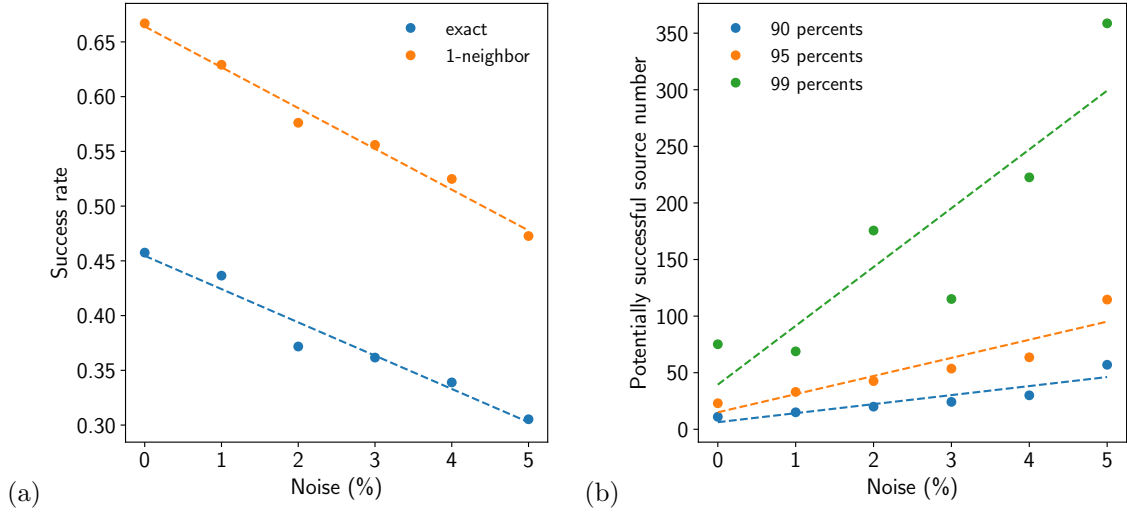 0.65
0.60
0.55
0.50
0.45
0.40
0.35
0.30
Success rate
exact
1-neighbor
0 1 2 3 4 5
Noise (%)
(a)
350
300
250
200
150
100
50
0
Potentially successful source number
90 percents
95 percents
99 percents
0 1 2 3 4 5
Noise (%)
(b)